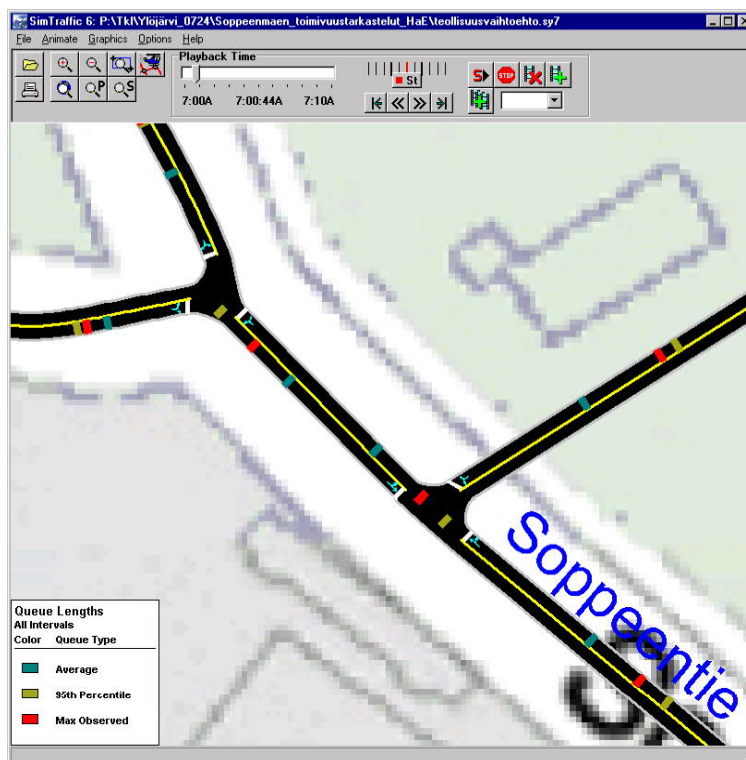 SimTraffic 6: P:\Tkl\Ylöjärvi_0724\Soppeenmaen_toimivuustarkastelut_HaE\teollisuusvaihtoehto.sy7
File Animate Graphics Options Help
Playback Time
7:00A 7:00:44A 7:10A
St
P S
S
STOP
Soppeentie
Queue Lengths
All Intervals
Color Queue Type
Average
95th Percentile
Max Observed